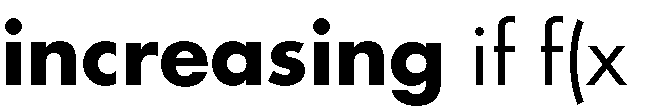 increasing if f(x